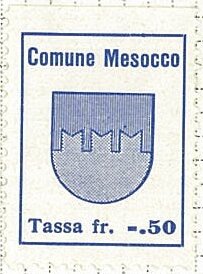 Comune Mesocco
Tassa fr. -.50